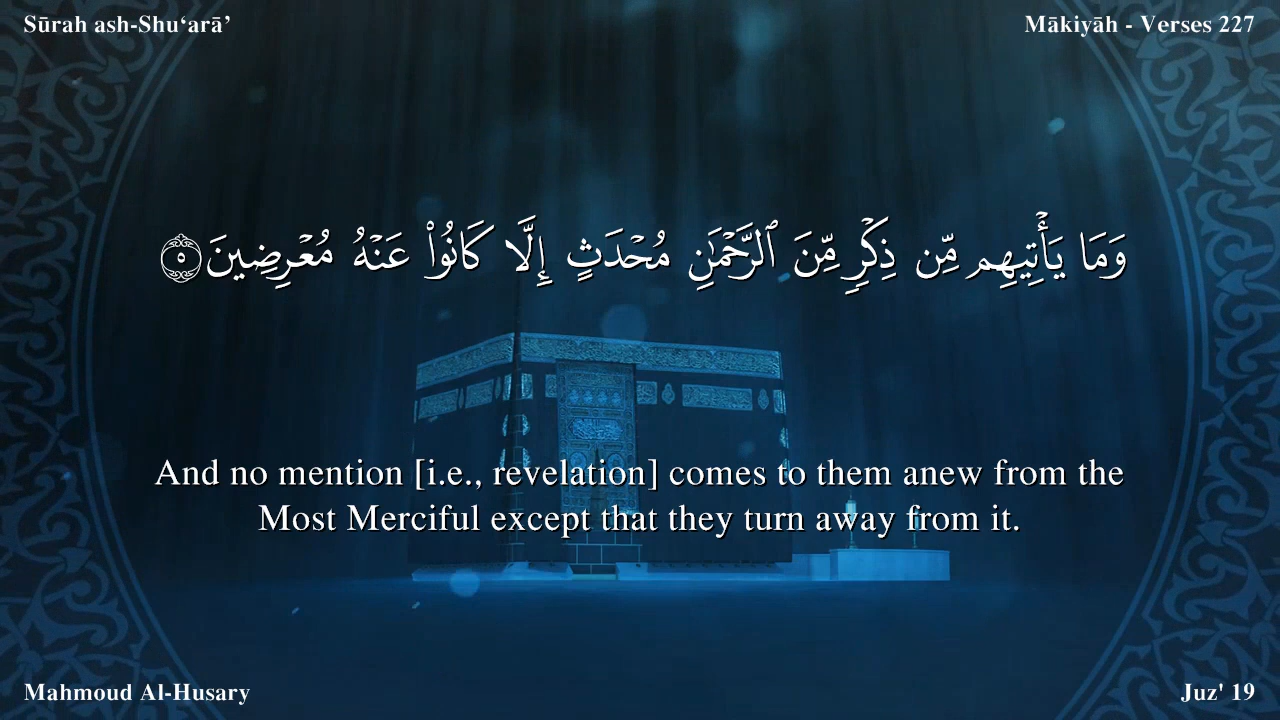 Sūrah ash-Shu‘arā’
Mākiyāh - Verses 227
وَمَا يَأْتِيهِم مِّن ذِكْرٍ مِّنَ ٱلرَّحْمَٰنِ مُحْدَثٍ إِلَّا كَانُوا۟ عَنْهُ مُعْرِضِينَ ٥
And no mention [i.e., revelation] comes to them anew from the
Most Merciful except that they turn away from it.
Mahmoud Al-Husary
Juz' 19